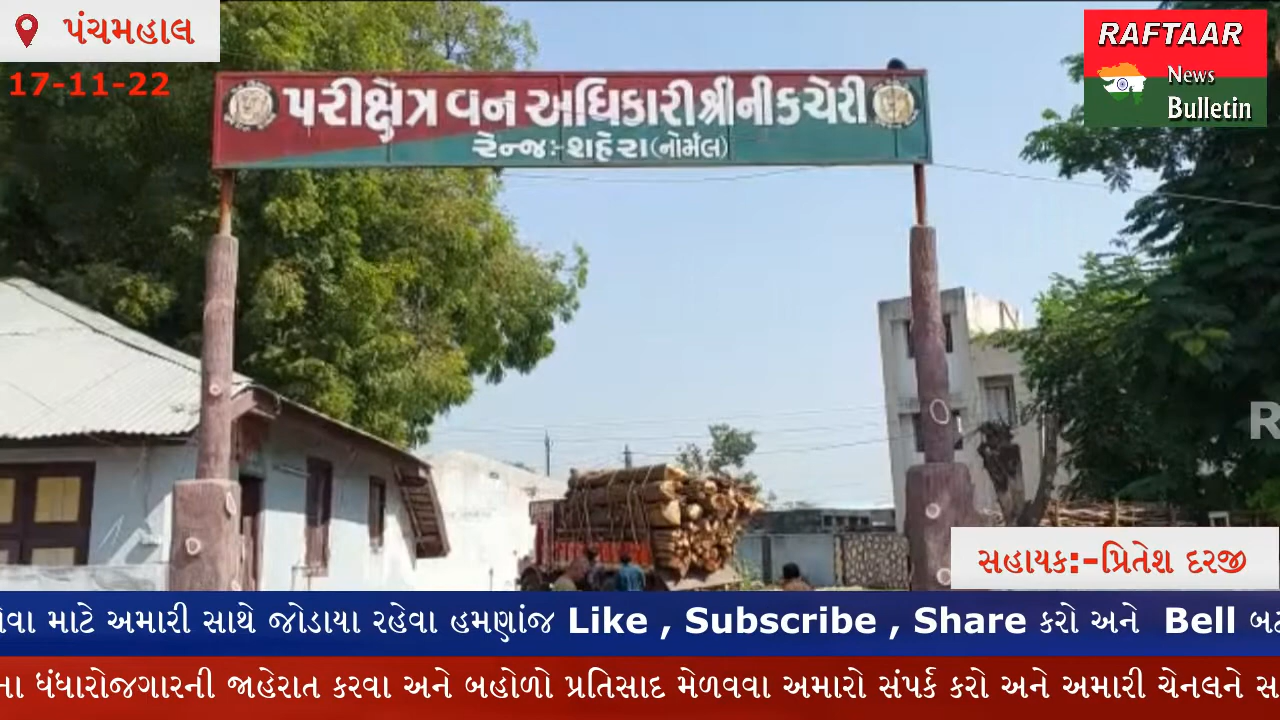 પંચમહાલ
17-11-22
RAFTAAR
News
Bulletin
પરીક્ષેત્ર વન અધિકારીશ્રીની કચેરી
રેન્જ:-શહેરા(નોર્મલ)
સહાયક:-પ્રિતેશ દરજી
માટે અમારી સાથે જોડાયા રહેવા હમણાંજ Like , Subscribe , Share કરો અને Bell
ધંધારોજગારની જાહેરાત કરવા અને બહોળો પ્રતિસાદ મેળવવા અમારો સંપર્ક કરો અને અમારી ચેનલને